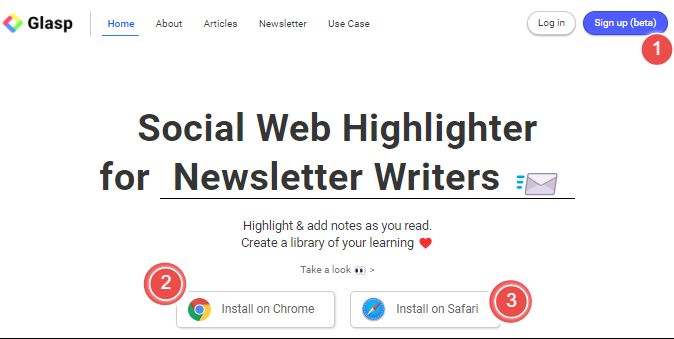 Glasp
Home About Articles Newsletter Use Case
Log in Sign up (beta)
1
Social Web Highlighter
for Newsletter Writers
Highlight & add notes as you read.
Create a library of your learning ❤️
Take a look 👀 >
2
Install on Chrome
Install on Safari
3